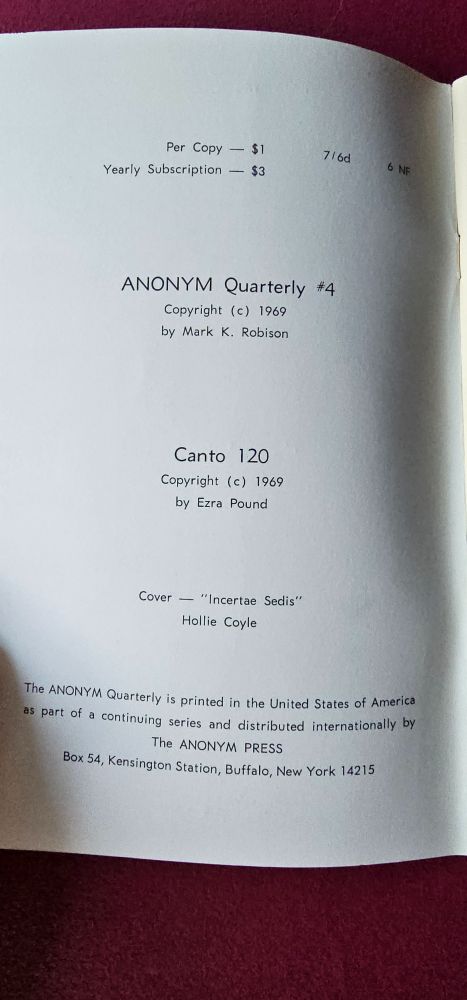 Per Copy — $1 7/6d 6 NF
Yearly Subscription — $3
ANONYM Quarterly #4
Copyright (c) 1969
by Mark K. Robison
Canto 120
Copyright (c) 1969
by Ezra Pound
Cover — "Incertae Sedis"
Hollie Coyle
The ANONYM Quarterly is printed in the United States of America
as part of a continuing series and distributed internationally by
The ANONYM PRESS
Box 54, Kensington Station, Buffalo, New York 14215